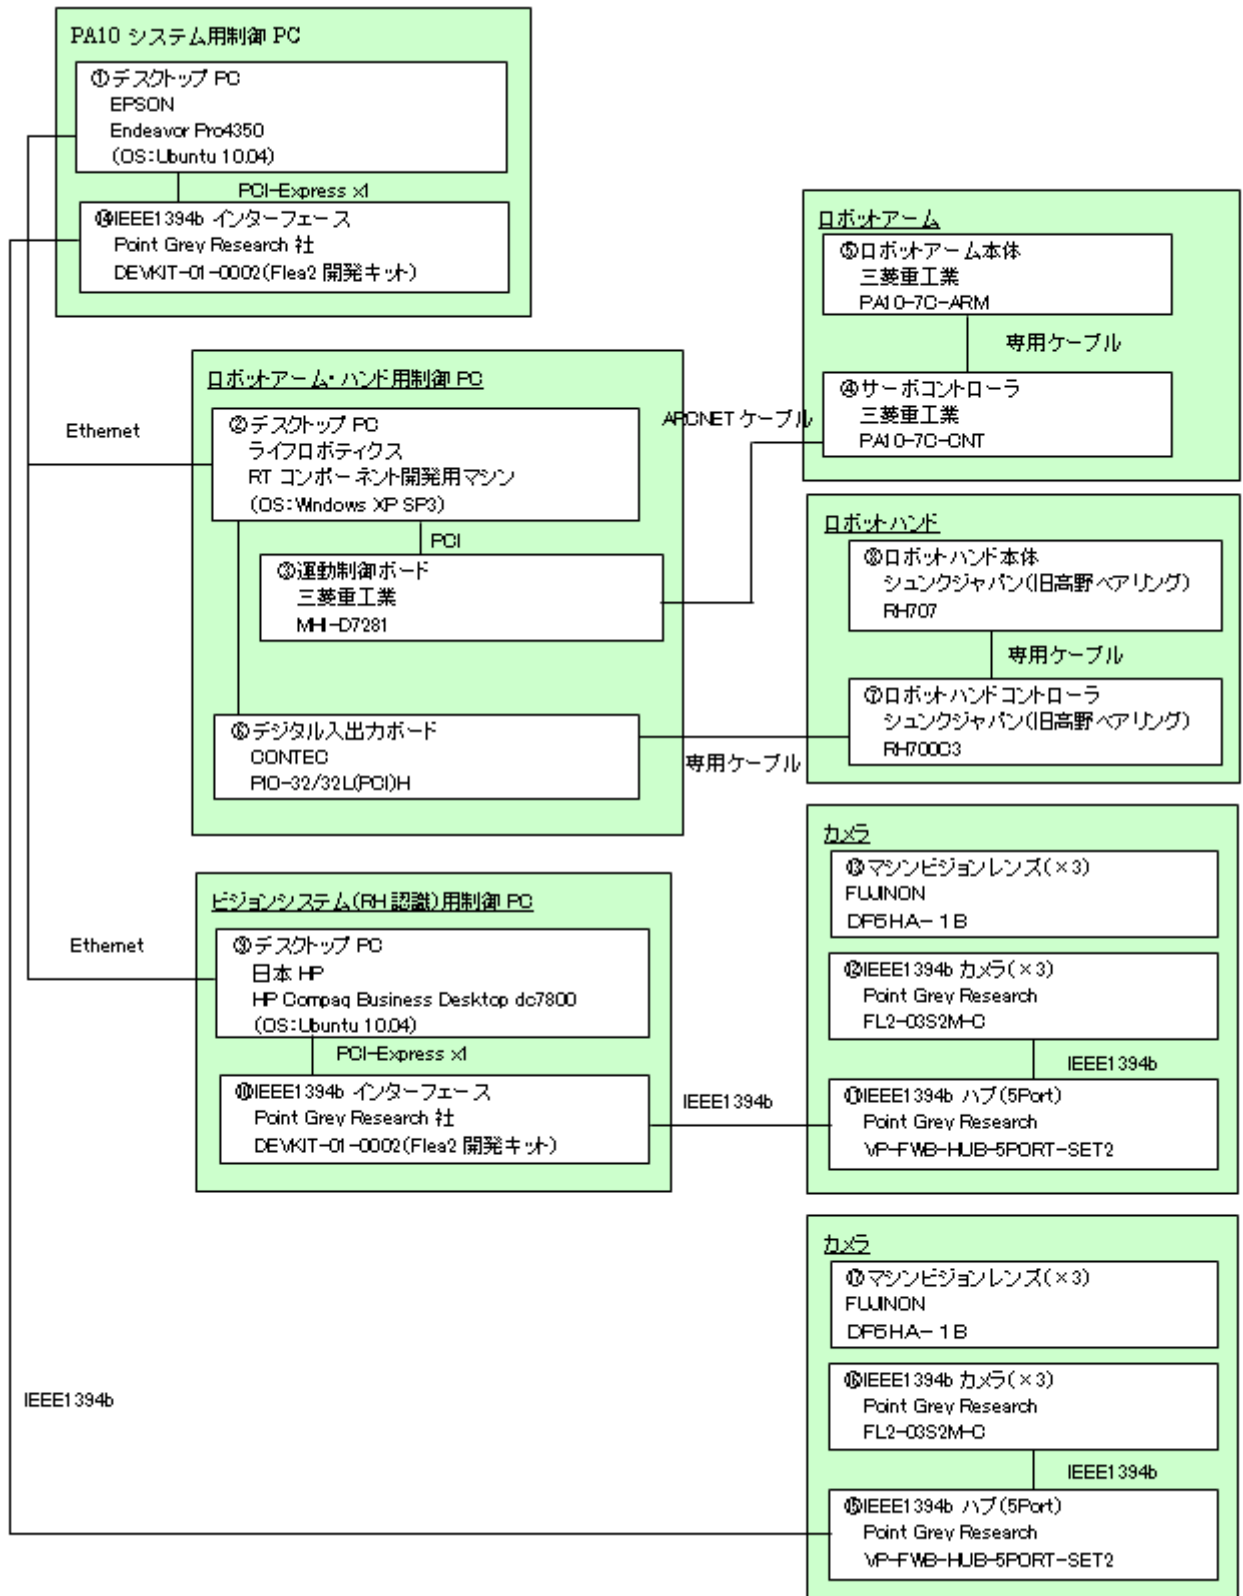 PA10 システム用制御 PC
①デスクトップ PC
EPSON
Endeavor Pro4350
(OS:Ubuntu 10.04)
PCI-Express x1
⑭IEEE1394b インターフェース
Point Grey Research 社
DEVKIT-01-0002(Flea2 開発キット)
ロボットアーム
⑤ロボットアーム本体
三菱重工業
PA10-7C-ARM
専用ケーブル
④サーボコントローラ
三菱重工業
PA10-7C-CNT
ロボットアーム・ハンド用制御 PC
②デスクトップ PC
ライフロボティクス
RT コンポーネント開発用マシン
(OS:Windows XP SP3)
PCI
③運動制御ボード
三菱重工業
MHI-D7281
⑥デジタル入出力ボード
CONTEC
PIO-32/32L(PCI)H
Ethernet
ARCNET ケーブル
専用ケーブル
ロボットハンド
⑧ロボットハンド本体
シュンクジャパン(旧高野ベアリング)
RH707
専用ケーブル
⑦ロボットハンドコントローラ
シュンクジャパン(旧高野ベアリング)
RH700C3
ビジョンシステム(RH 認識)用制御 PC
⑨デスクトップ PC
日本 HP
HP Compaq Business Desktop dc7800
(OS:Ubuntu 10.04)
PCI-Express x1
⑩IEEE1394b インターフェース
Point Grey Research 社
DEVKIT-01-0002(Flea2 開発キット)
Ethernet
IEEE1394b
カメラ
⑬マシンビジョンレンズ(×3)
FUJINON
DF6HA-1B
⑫IEEE1394b カメラ(×3)
Point Grey Research
FL2-03S2M-C
IEEE1394b
⑪IEEE1394b ハブ(5Port)
Point Grey Research
VP-FWB-HUB-5PORT-SET2
カメラ
⑰マシンビジョンレンズ(×3)
FUJINON
DF6HA-1B
⑯IEEE1394b カメラ(×3)
Point Grey Research
FL2-03S2M-C
IEEE1394b
⑮IEEE1394b ハブ(5Port)
Point Grey Research
VP-FWB-HUB-5PORT-SET2
IEEE1394b